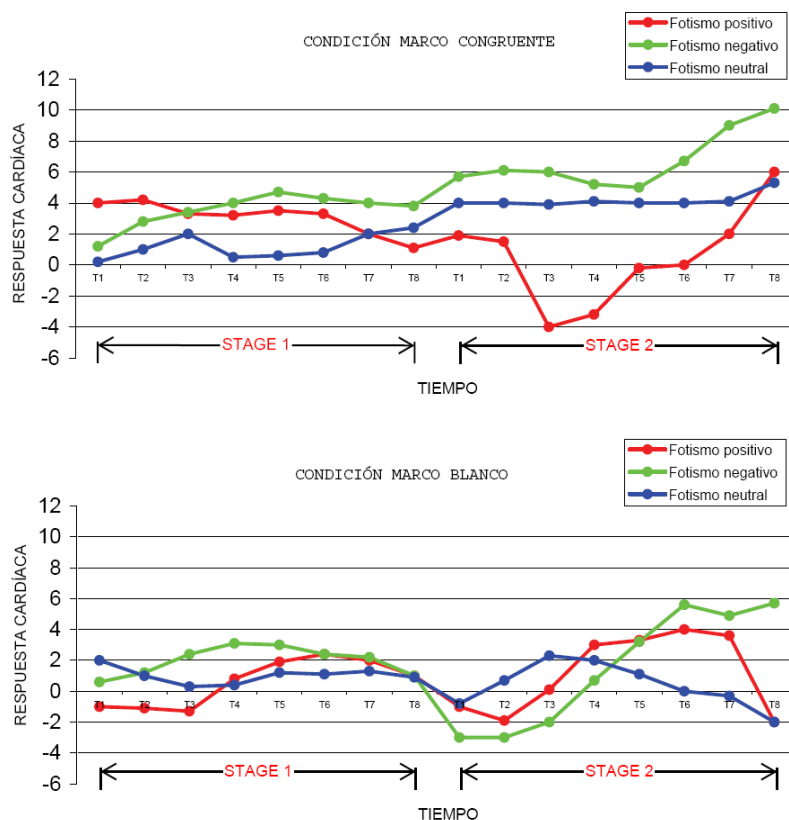 CONDICIÓN MARCO CONGRUENTE
Fotismo positivo
Fotismo negativo
Fotismo neutral
RESPUESTA CARDÍACA
12
10
8
6
4
2
0
-2
-4
-6
T1 T2 T3 T4 T5 T6 T7 T8 T1 T2 T3 T4 T5 T6 T7 T8
STAGE 1 STAGE 2
TIEMPO
CONDICIÓN MARCO BLANCO
Fotismo positivo
Fotismo negativo
Fotismo neutral
RESPUESTA CARDÍACA
12
10
8
6
4
2
0
-2
-4
-6
T1 T2 T3 T4 T5 T6 T7 T8 T1 T2 T3 T4 T5 T6 T7 T8
STAGE 1 STAGE 2
TIEMPO